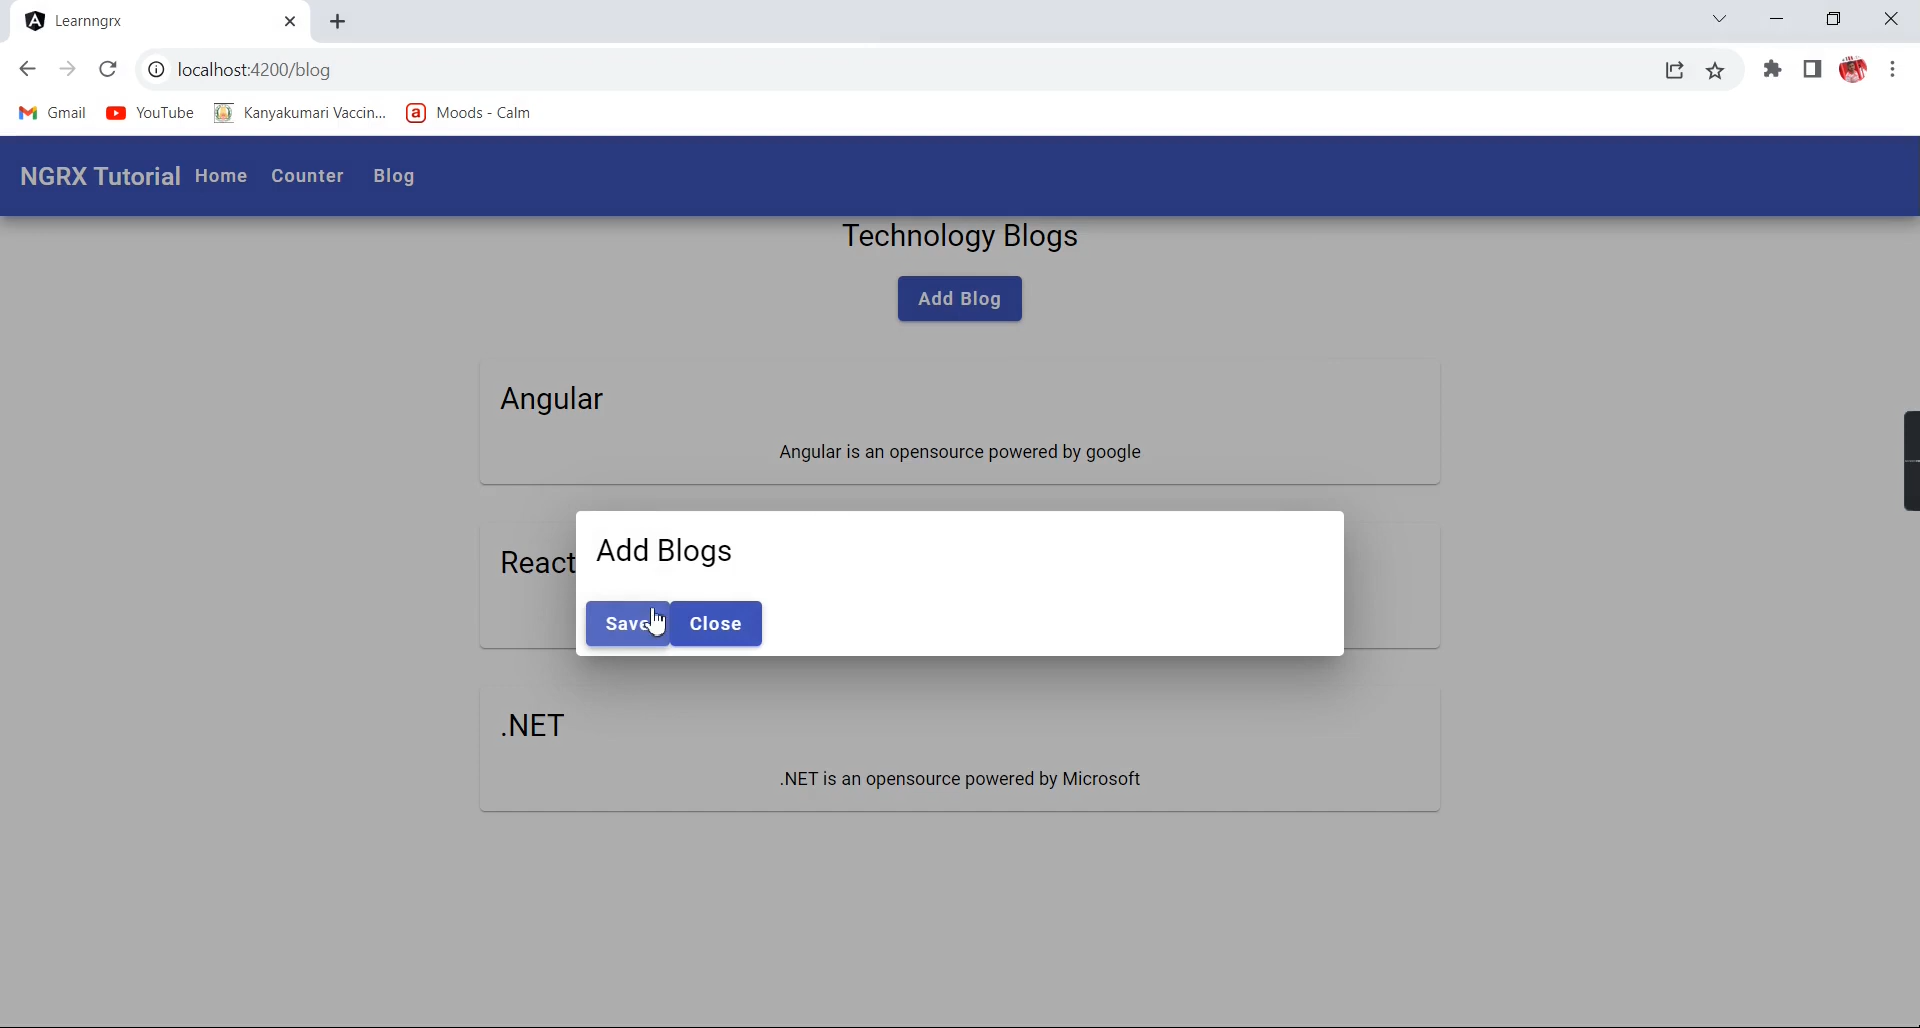 Learnngrx
localhost:4200/blog
Gmail YouTube Kanyakumari Vaccin... Moods - Calm
NGRX Tutorial Home Counter Blog
Technology Blogs
Add Blog
Angular
Angular is an opensource powered by google
React
Add Blogs
Save Close
.NET
.NET is an opensource powered by Microsoft